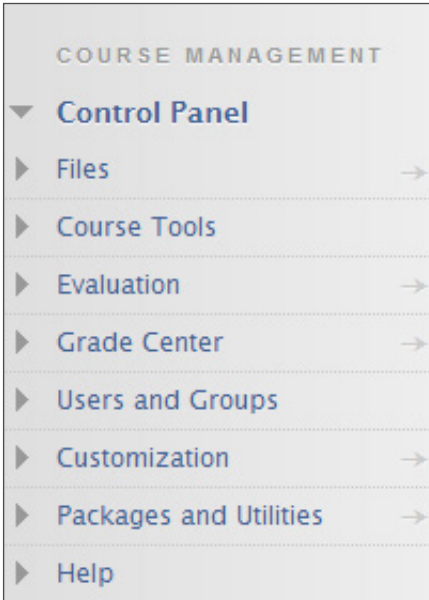 COURSE MANAGEMENT
Control Panel
Files
Course Tools
Evaluation
Grade Center
Users and Groups
Customization
Packages and Utilities
Help